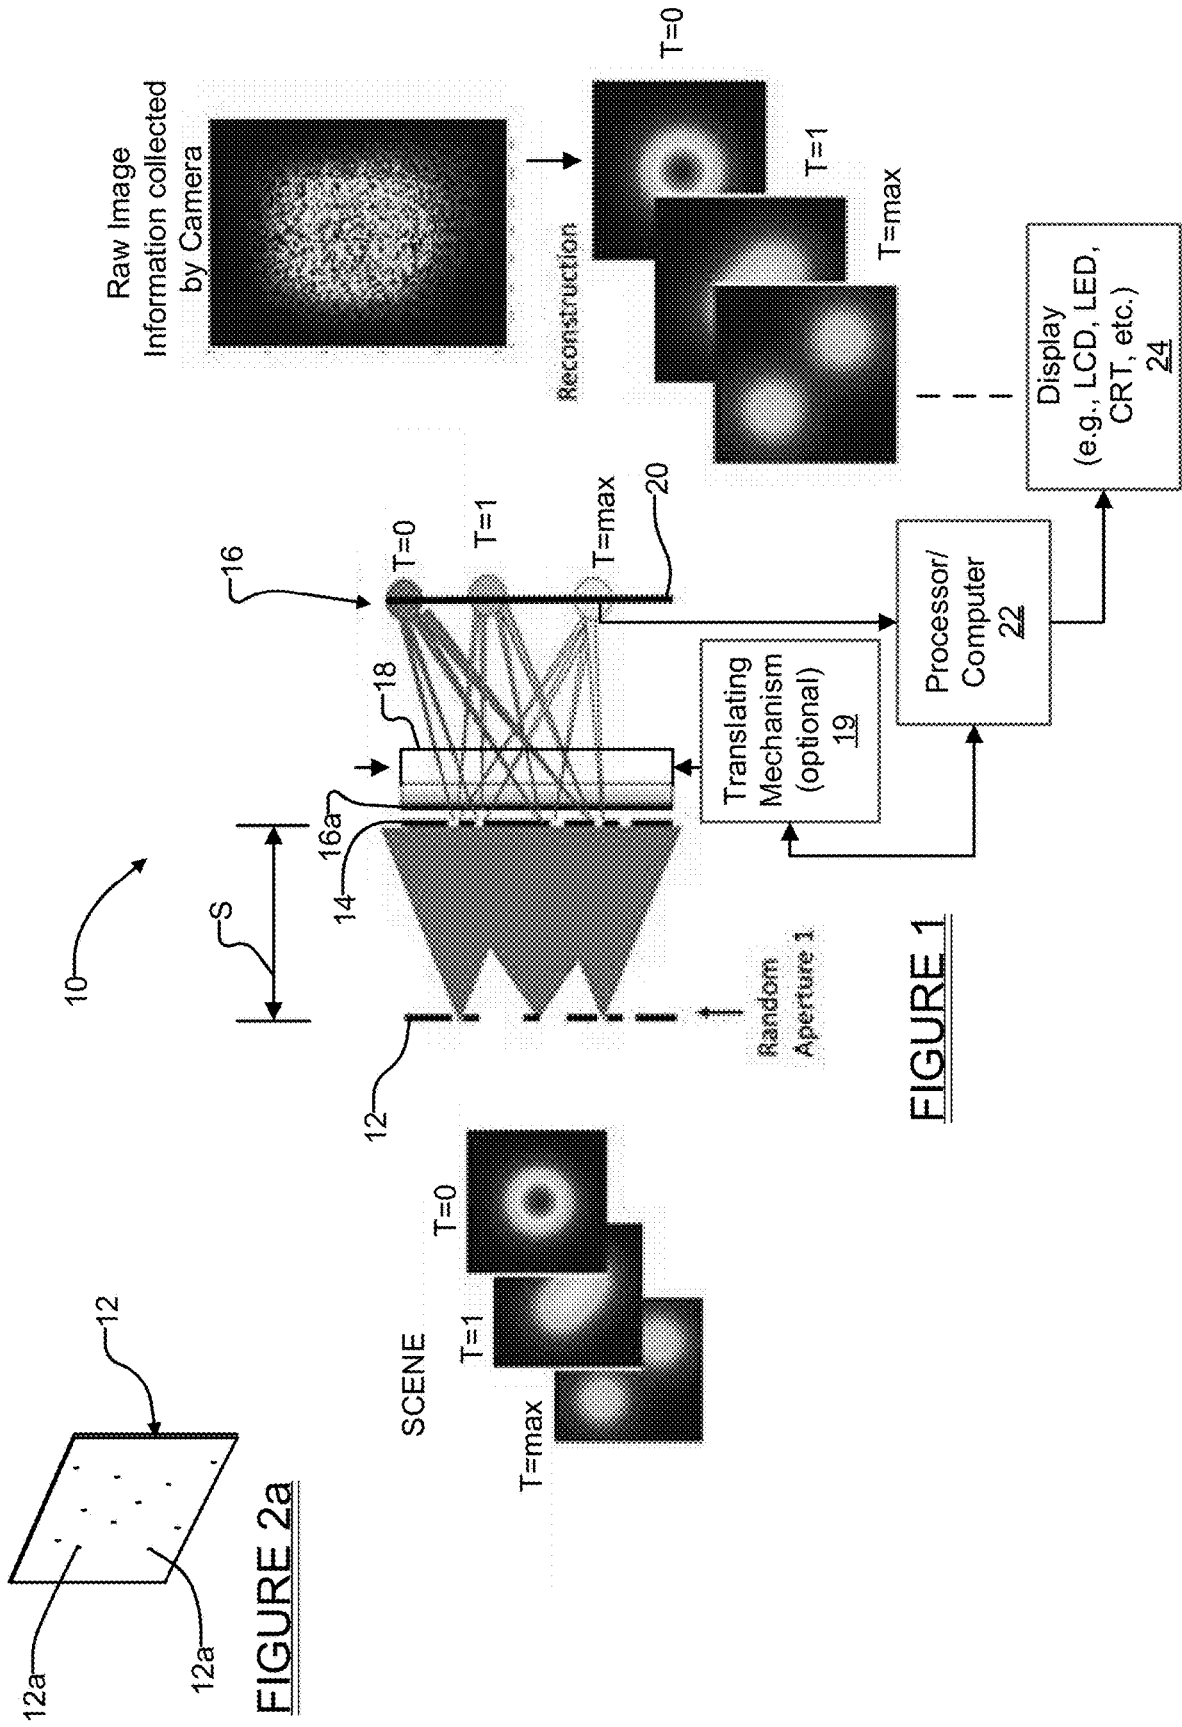 12
12a
12a
FIGURE 2a
10
S
16
16a
14
12
18
T=0
T=1
T=max
20
SCENE
T=0
T=1
T=max
Random
Aperture 1
Translating
Mechanism
(optional)
19
Processor/
Computer
22
Display
(e.g., LCD, LED,
CRT, etc.)
24
Raw Image
Information collected
by Camera
Reconstruction
T=0
T=1
T=max
FIGURE 1